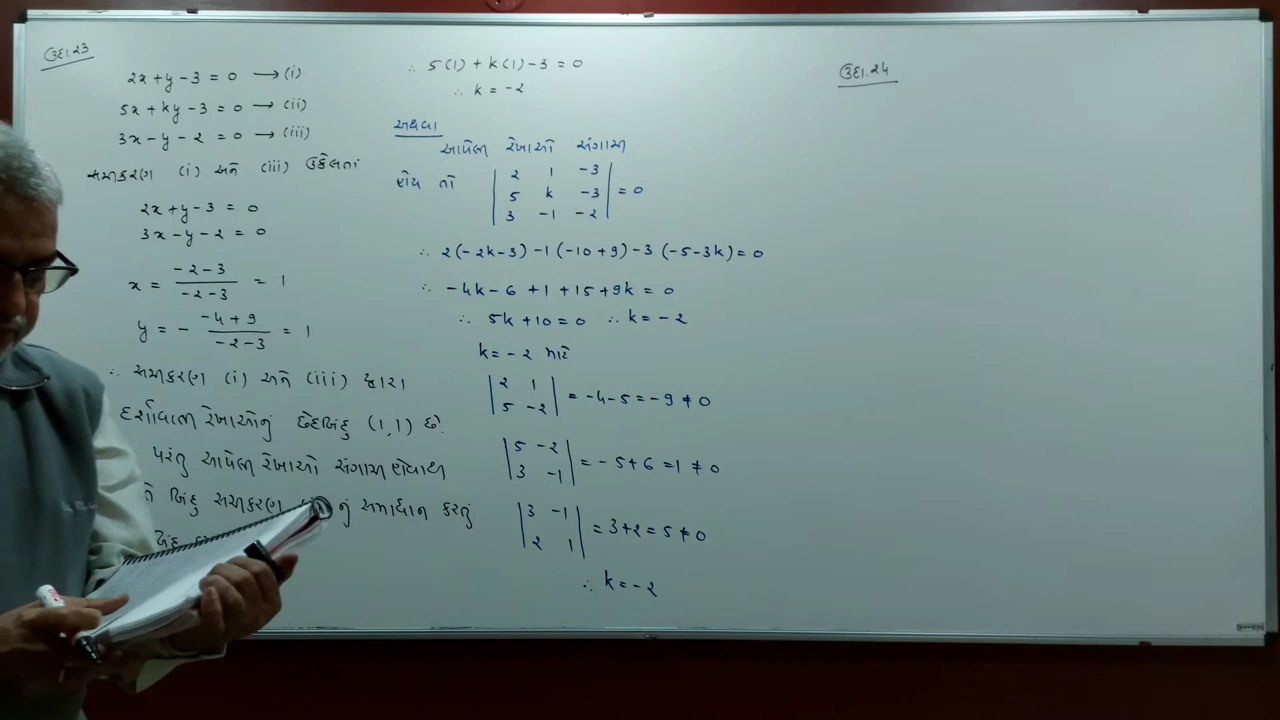 ઉદા.23
2x + y - 3 = 0 → (i)
5x + ky - 3 = 0 → (ii)
3x - y - 2 = 0 → (iii)
સમીકરણ (i) અને (iii) ઉકેલતાં
2x + y - 3 = 0
3x - y - 2 = 0
x = \frac{-2-3}{-2-3} = 1
y = - \frac{-4+9}{-2-3} = 1
∴ સમીકરણ (i) અને (iii) દ્વારા
દર્શાવાતી રેખાઓનું છેદબિંદુ (1,1) છે.
પરંતુ આપેલી રેખાઓ સંગામી હોવાથી
બિંદુ સમીકરણ નું સમાધાન કરતું
∴ 5(1) + k(1) - 3 = 0
∴ k = -2
અથવા
આપેલી રેખાઓ સંગામી
હોય તો | 2 1 -3 |
| 5 k -3 | = 0
| 3 -1 -2 |
∴ 2(-2k-3) -1(-10+9) -3(-5-3k) = 0
∴ -4k - 6 + 1 + 15 + 9k = 0
∴ 5k + 10 = 0 ∴ k = -2
k = -2 માટે
| 2 1 |
| 5 -2 | = -4-5 = -9 ≠ 0
| 5 -2 |
| 3 -1 | = -5+6 = 1 ≠ 0
| 3 -1 |
| 2 1 | = 3+2 = 5 ≠ 0
∴ k = -2
ઉદા.24